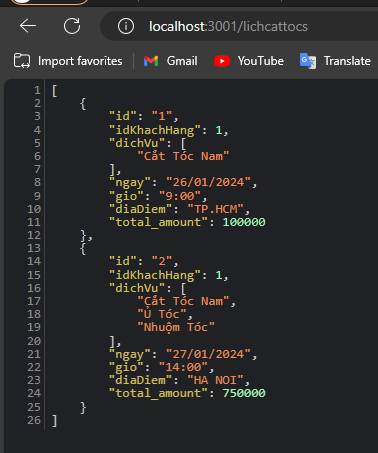 localhost:3001/lichcattocs
Import favorites Gmail YouTube Translate
1 [
2 {
3 "id": "1",
4 "idKhachHang": 1,
5 "dichVu": [
6 "Cắt Tóc Nam"
7 ],
8 "ngay": "26/01/2024",
9 "gio": "9:00",
10 "diaDiem": "TP.HCM",
11 "total_amount": 100000
12 },
13 {
14 "id": "2",
15 "idKhachHang": 1,
16 "dichVu": [
17 "Cắt Tóc Nam",
18 "Ủ Tóc",
19 "Nhuộm Tóc"
20 ],
21 "ngay": "27/01/2024",
22 "gio": "14:00",
23 "diaDiem": "HA NOI",
24 "total_amount": 750000
25 }
26 ]